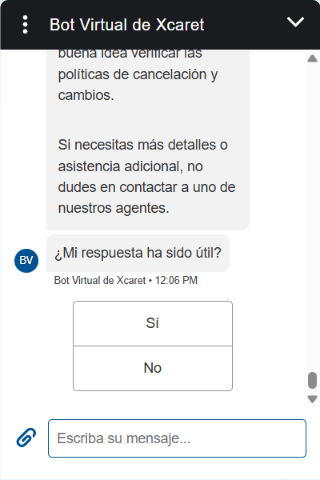 Bot Virtual de Xcaret
buena idea verificar las
políticas de cancelación y
cambios.
Si necesitas más detalles o
asistencia adicional, no
dudes en contactar a uno de
nuestros agentes.
¿Mi respuesta ha sido útil?
BV
Bot Virtual de Xcaret • 12:06 PM
Sí
No
Escriba su mensaje...